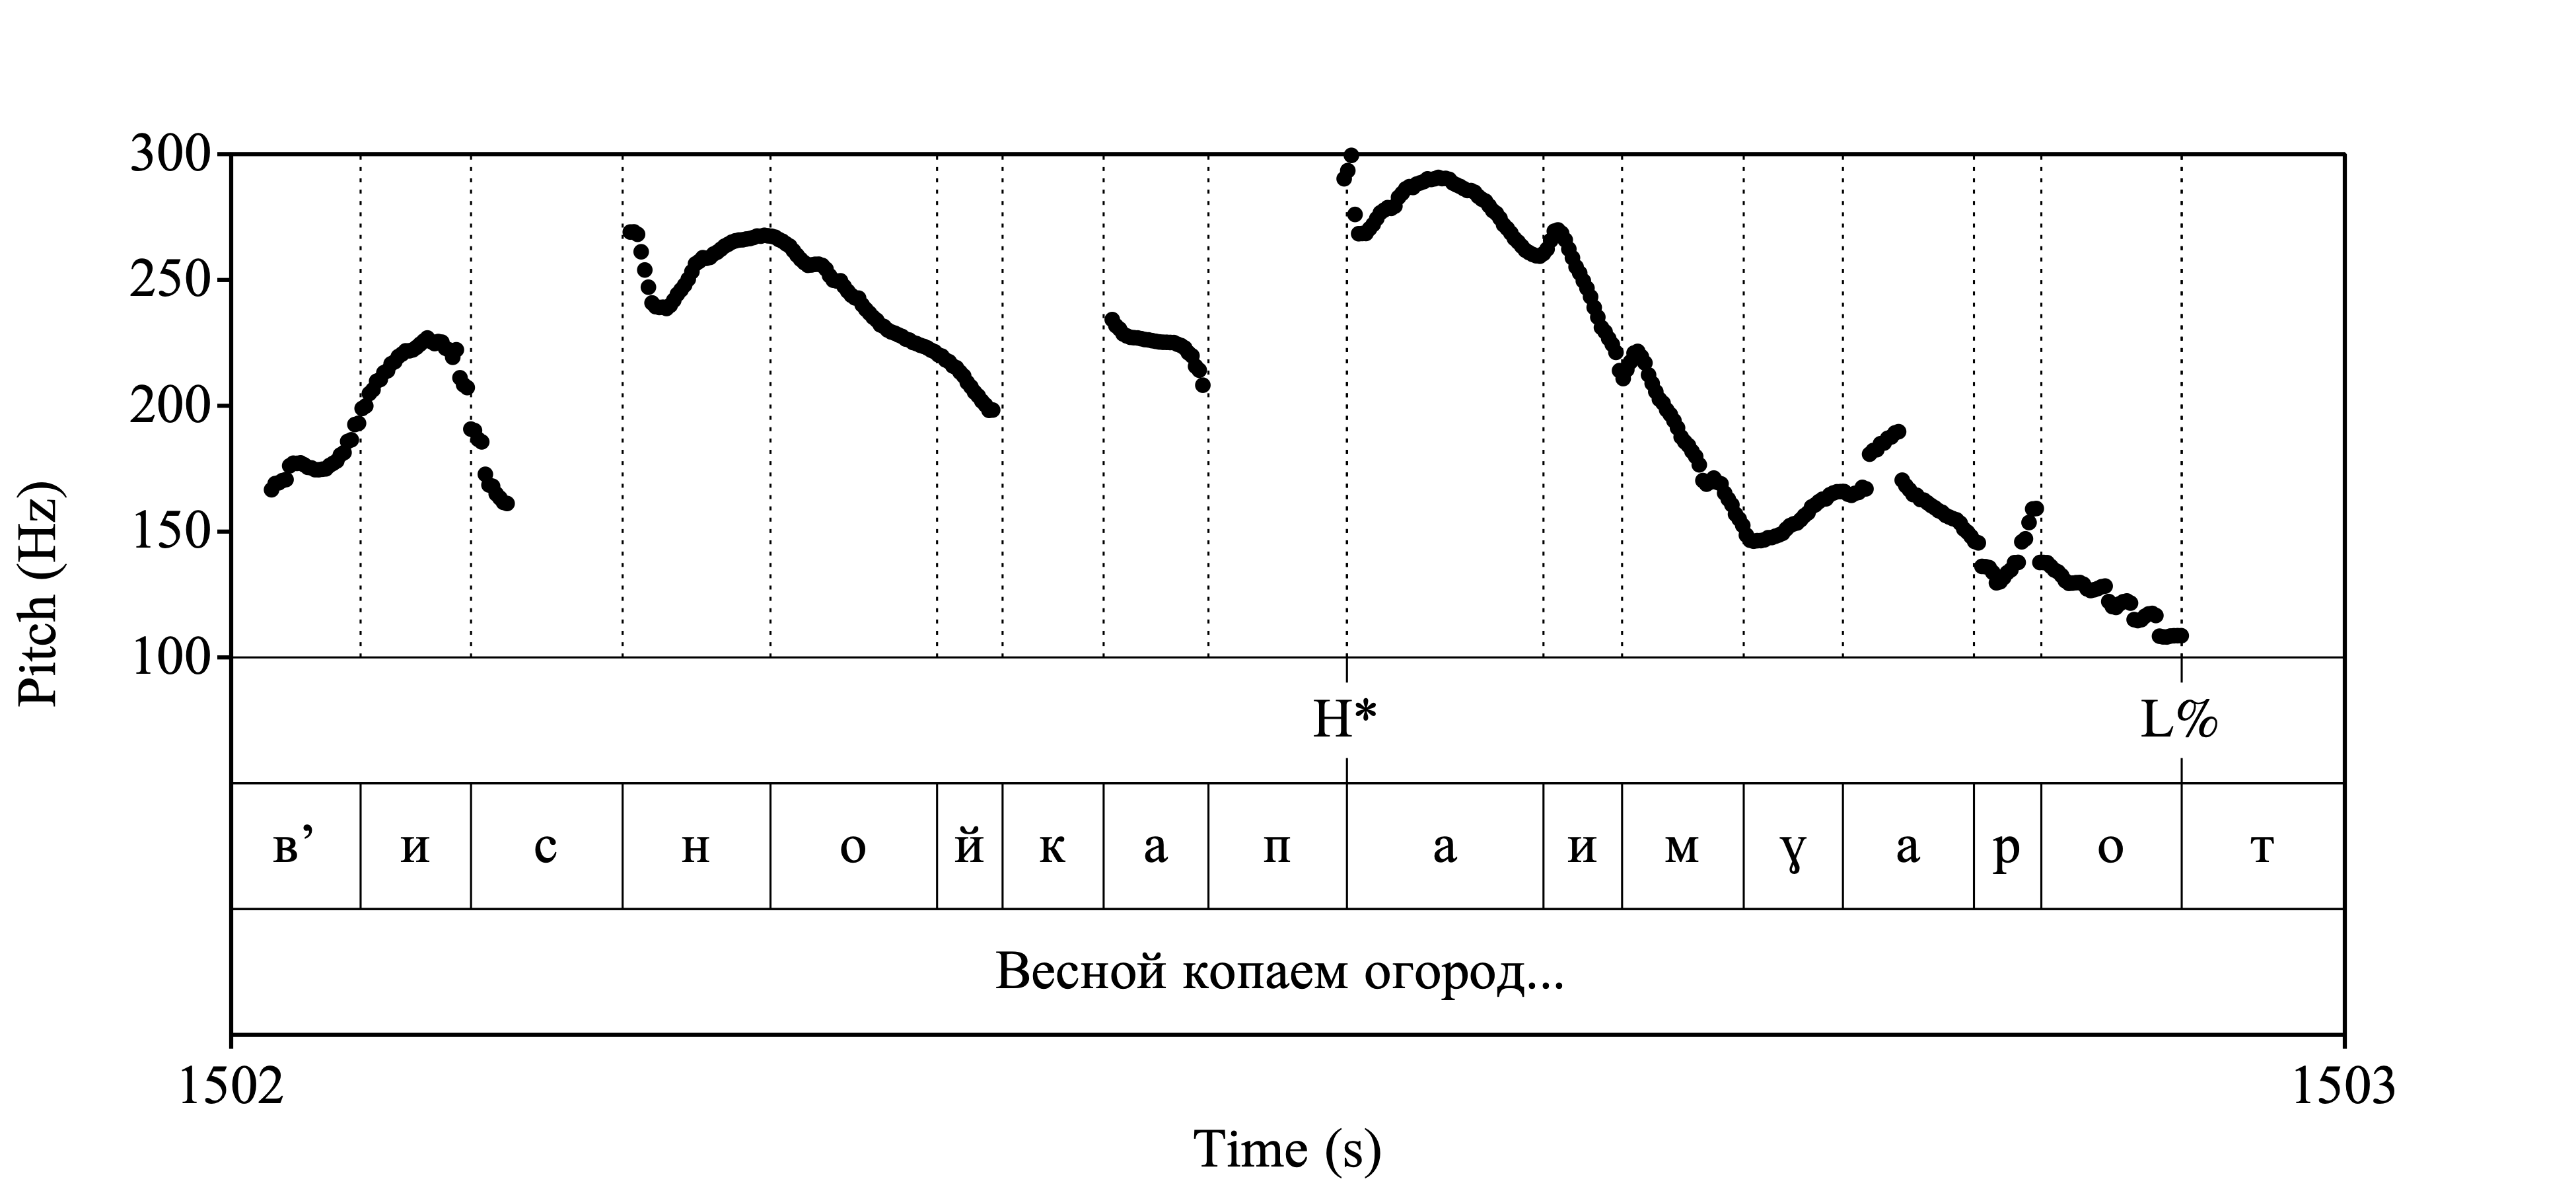 300
250
200
150
100
Pitch (Hz)
H* L%
в’ и с н о й к а п а и м ɣ а р о т
Весной копаем огород...
1502 1503
Time (s)